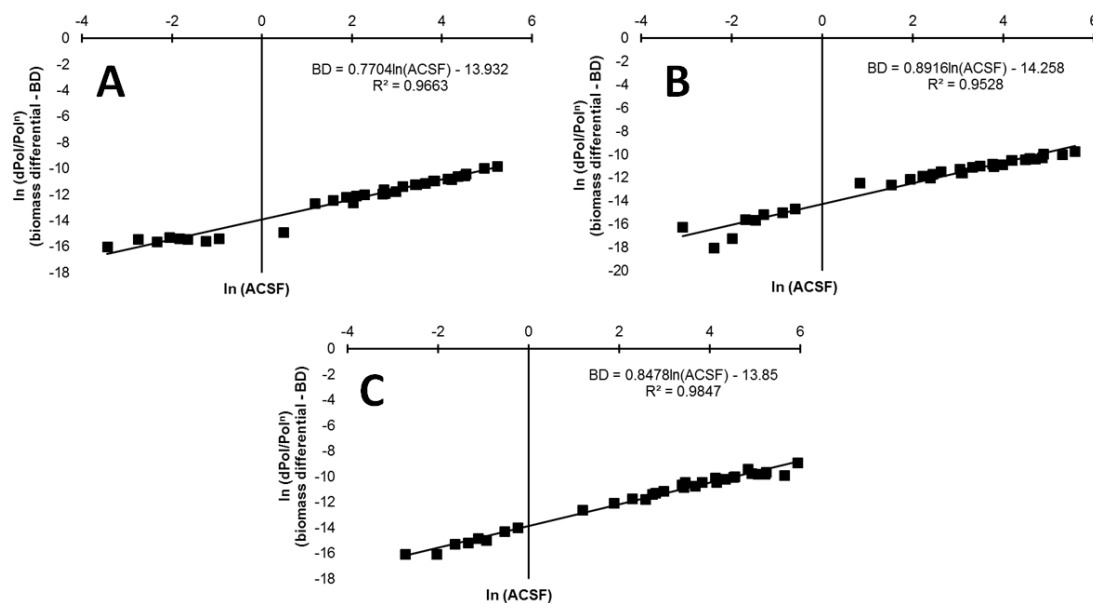 -4 -2 0 2 4 6
0
-2
-4
-6
-8
-10
-12
-14
-16
-18
A
BD = 0.7704ln(ACSF) - 13.932
R² = 0.9663
ln (dPol/Polⁿ)
(biomass differential - BD)
ln (ACSF)
-4 -2 0 2 4 6
0
-2
-4
-6
-8
-10
-12
-14
-16
-18
-20
B
BD = 0.8916ln(ACSF) - 14.258
R² = 0.9528
ln (dPol/Polⁿ)
(biomass differential - BD)
ln (ACSF)
-4 -2 0 2 4 6
0
-2
-4
-6
-8
-10
-12
-14
-16
-18
C
BD = 0.8478ln(ACSF) - 13.85
R² = 0.9847
ln (dPol/Polⁿ)
(biomass differential - BD)
ln (ACSF)